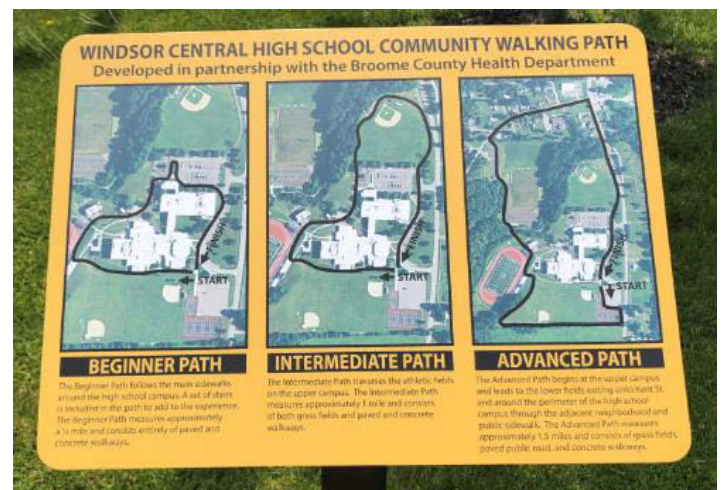 WINDSOR CENTRAL HIGH SCHOOL COMMUNITY WALKING PATH
Developed in partnership with the Broome County Health Department
FINISH
START
FINISH
START
FINISH
START
BEGINNER PATH
The Beginner Path follows the main sidewalks
around the high school campus. A set of stairs
is included in the path to add to the experience.
The Beginner Path measures approximately
a ½ mile and consists entirely of paved and
concrete walkways.
INTERMEDIATE PATH
The Intermediate Path traverses the athletic fields
on the upper campus. The Intermediate Path
measures approximately 1 mile and consists
of both grass fields and paved and concrete
walkways.
ADVANCED PATH
The Advanced Path begins at the upper campus
and leads to the lower fields exiting onto Kent St.
and around the perimeter of the high school
campus through the adjacent neighborhood and
public sidewalk. The Advanced Path measures
approximately 1.5 miles and consists of grass fields,
paved public road, and concrete walkways.